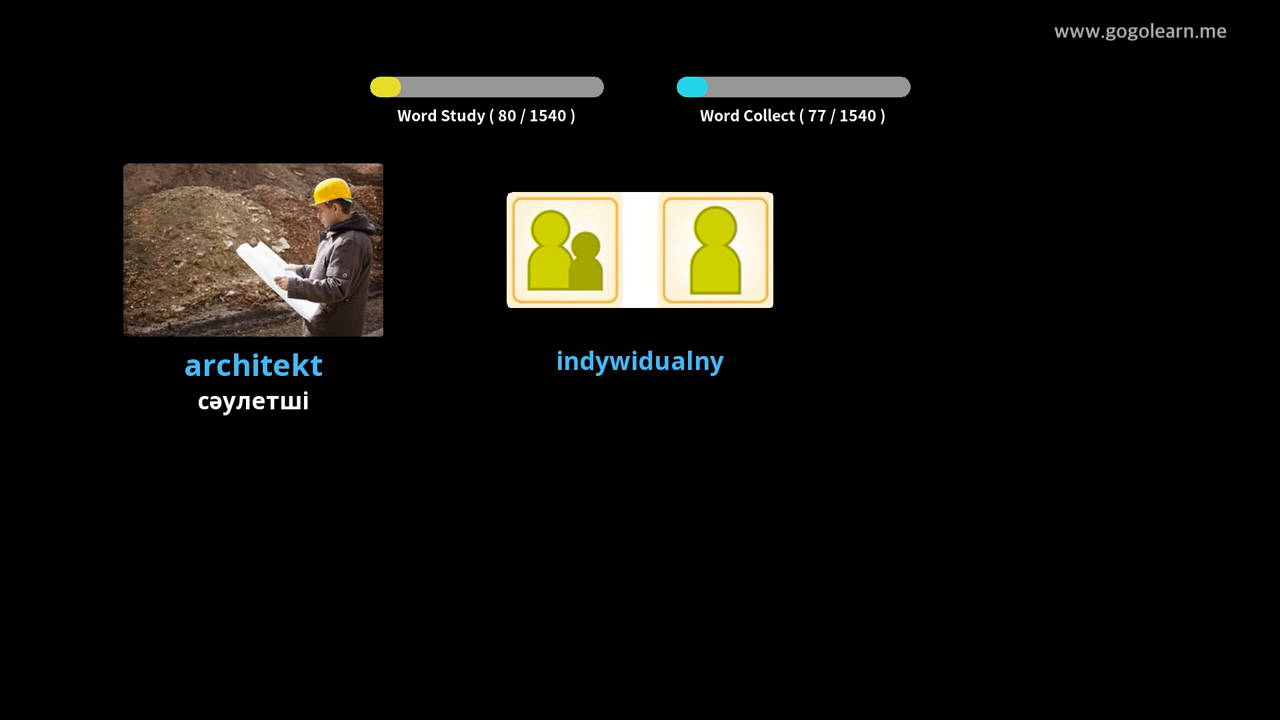 www.gogolearn.me
Word Study ( 80 / 1540 )
Word Collect ( 77 / 1540 )
architekt
сәулетші
indywidualny